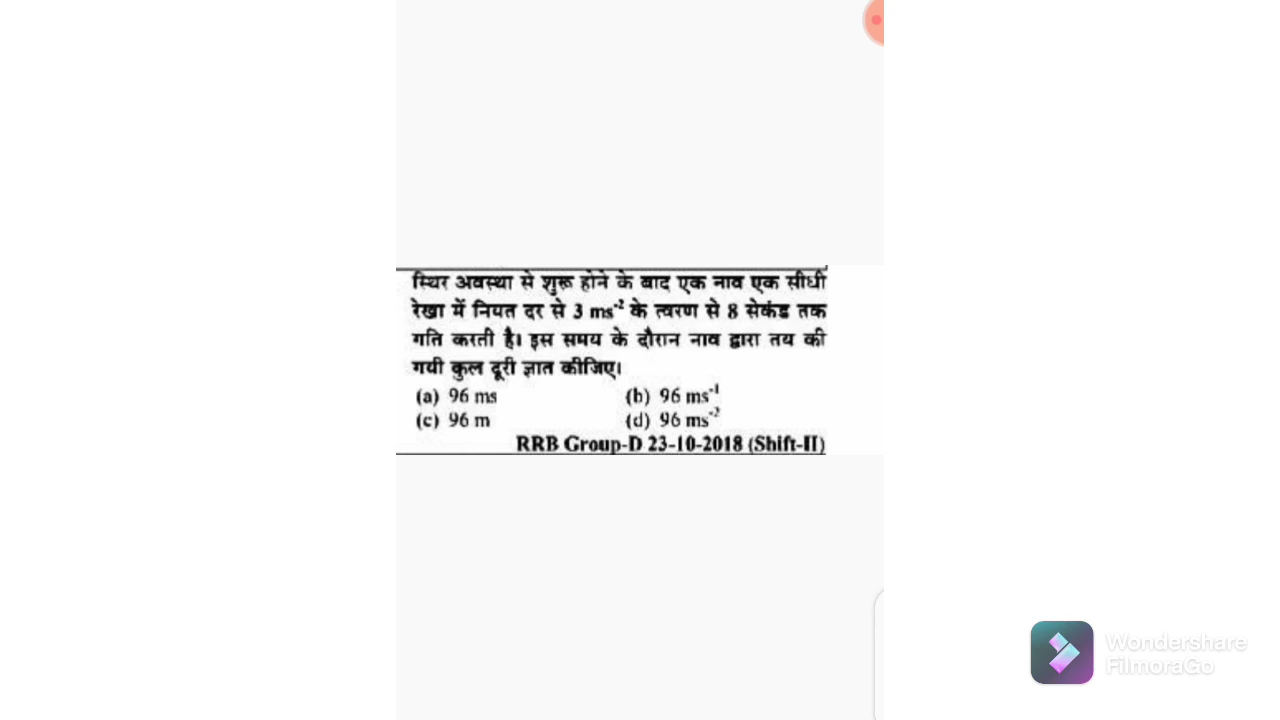 स्थिर अवस्था से शुरू होने के बाद एक नाव एक सीधी
रेखा में नियत दर से 3 ms⁻² के त्वरण से 8 सेकंड तक
गति करती है। इस समय के दौरान नाव द्वारा तय की
गयी कुल दूरी ज्ञात कीजिए।
(a) 96 ms (b) 96 ms⁻¹
(c) 96 m (d) 96 ms⁻²
RRB Group-D 23-10-2018 (Shift-II)
Wondershare
FilmoraGo